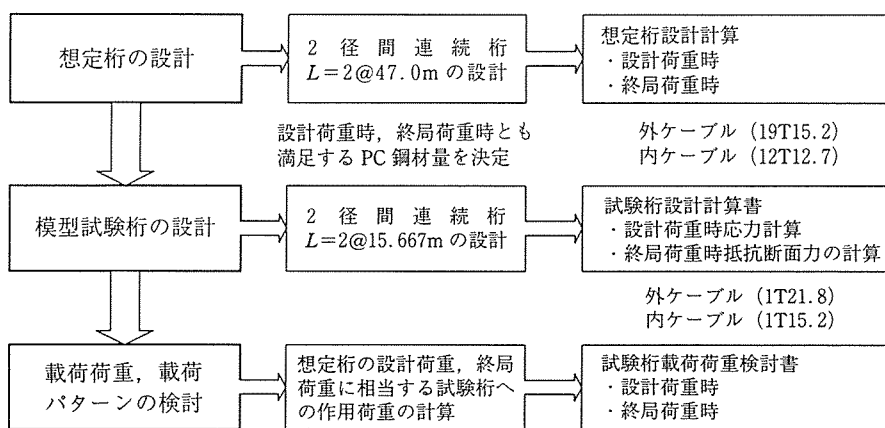 想定桁の設計
2径間連続桁
L=2@47.0mの設計
想定桁設計計算
・設計荷重時
・終局荷重時
設計荷重時，終局荷重時とも
満足するPC鋼材量を決定
外ケーブル（19T15.2）
内ケーブル（12T12.7）
模型試験桁の設計
2径間連続桁
L=2@15.667mの設計
試験桁設計計算書
・設計荷重時応力計算
・終局荷重時抵抗断面力の計算
外ケーブル（1T21.8）
内ケーブル（1T15.2）
載荷荷重，載荷
パターンの検討
想定桁の設計荷重，終局
荷重に相当する試験桁へ
の作用荷重の計算
試験桁載荷荷重検討書
・設計荷重時
・終局荷重時